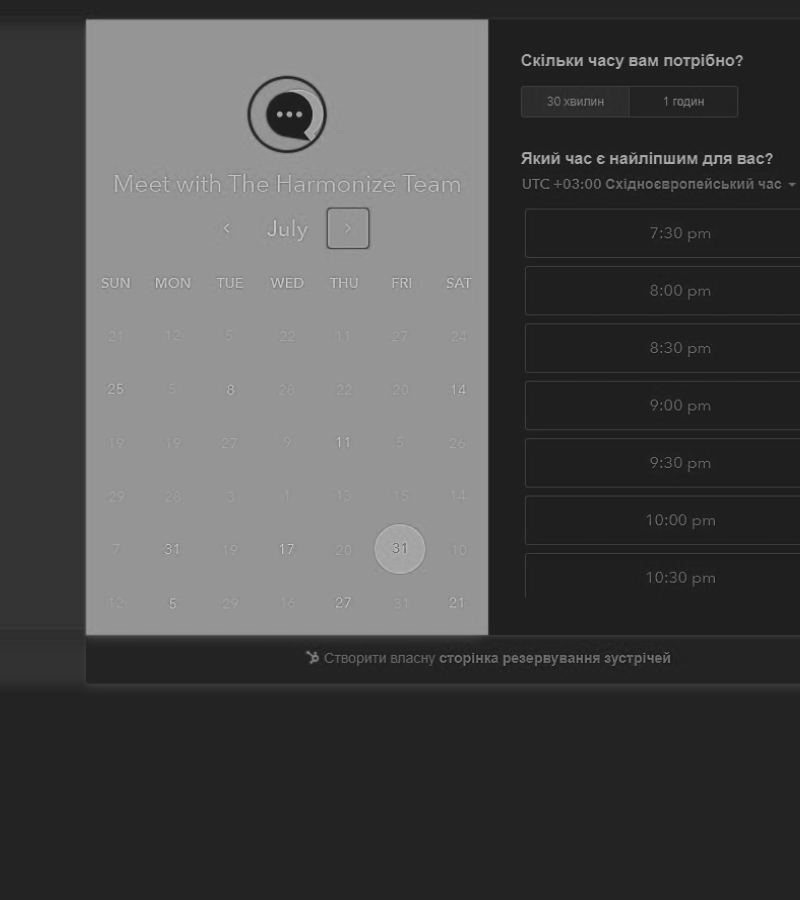 Meet with The Harmonize Team
July
SUN MON TUE WED THU FRI SAT
21 12 5 22 11 27 24
25 5 8 28 22 20 14
19 19 27 9 11 5 26
29 28 3 1 13 15 14
7 31 19 17 20 31 10
12 5 29 16 27 31 21
Скільки часу вам потрібно?
30 хвилин 1 годин
Який час є найліпшим для вас?
UTC +03:00 Східноєвропейський час
7:30 pm
8:00 pm
8:30 pm
9:00 pm
9:30 pm
10:00 pm
10:30 pm
Створити власну сторінка резервування зустрічей